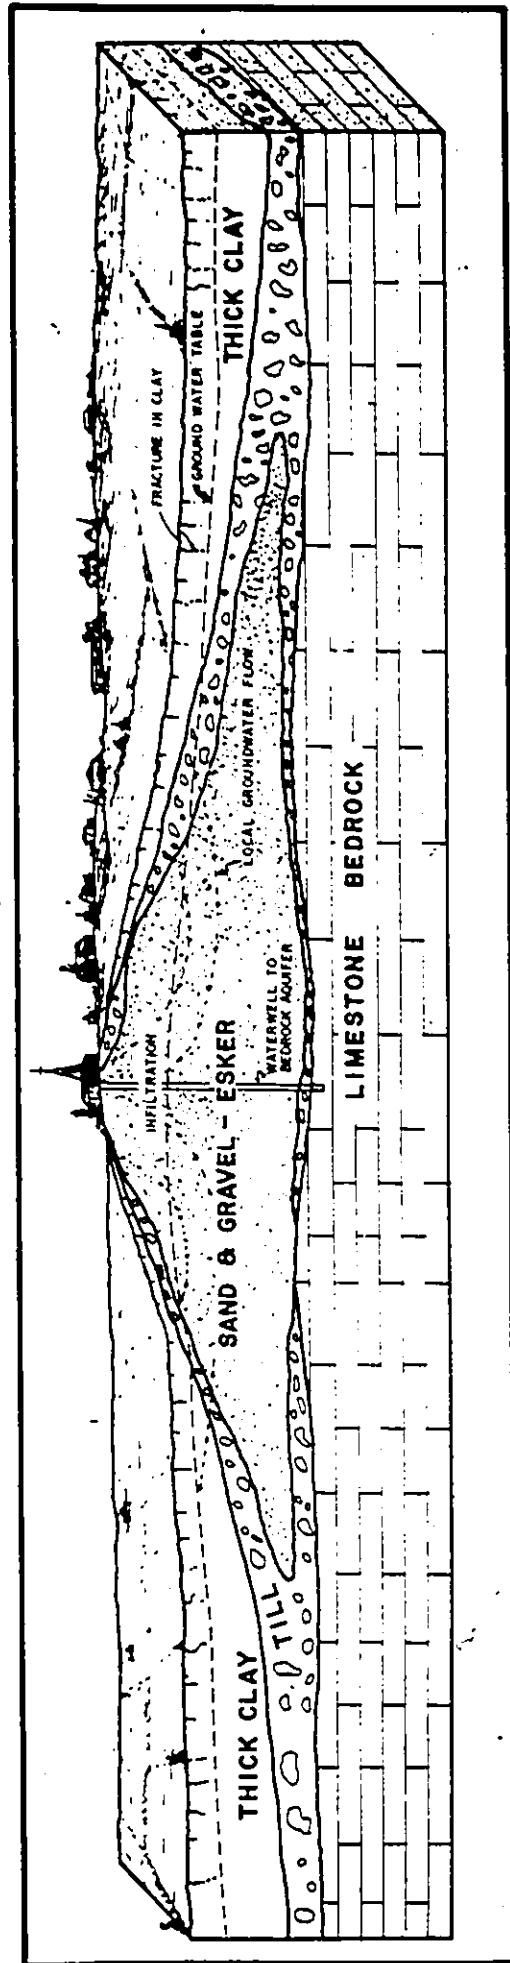 THICK CLAY
TILL
SAND & GRAVEL - ESKER
INFILTRATION
WATERWELL TO
BEDROCK AQUIFER
LOCAL GROUNDWATER FLOW
LIMESTONE BEDROCK
FRACTURE IN CLAY
GROUND WATER TABLE
THICK CLAY